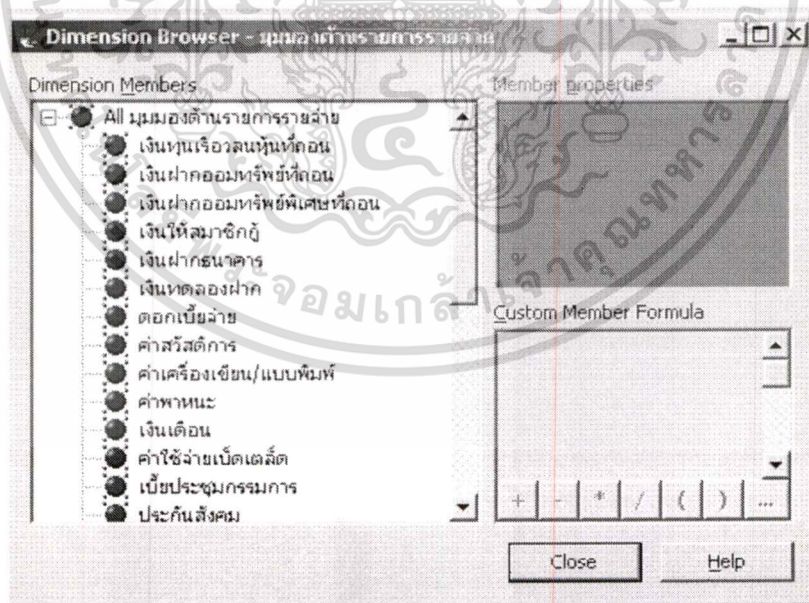 Dimension Browser - มุมมองด้านรายการรายจ่าย
Dimension Members
All มุมมองด้านรายการรายจ่าย
เงินทุนเรือวลนหุ้นที่ถอน
เงินฝากออมทรัพย์ที่ถอน
เงินฝากออมทรัพย์พิเศษที่ถอน
เงินให้สมาชิกกู้
เงินฝากธนาคาร
เงินทดลองฝาก
ดอกเบี้ยจ่าย
ค่าสวัสดิการ
ค่าเครื่องเขียน/แบบพิมพ์
ค่าพาหนะ
เงินเดือน
ค่าใช้จ่ายเบ็ดเตล็ด
เบี้ยประชุมกรรมการ
ประกันสังคม
Member properties
Custom Member Formula
+ - * / ( ) ...
Close Help